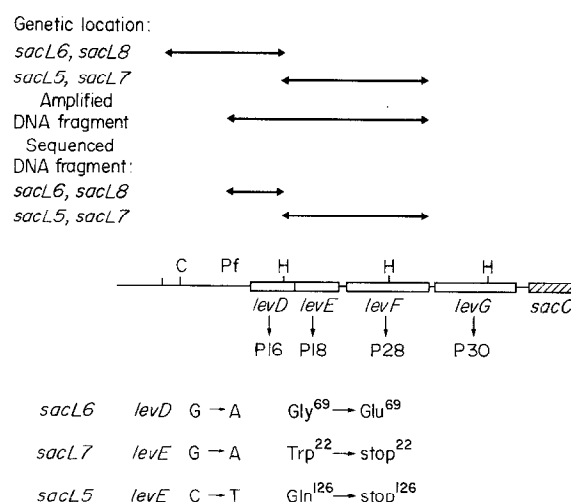 Genetic location:
sacL6, sacL8
sacL5, sacL7
Amplified
DNA fragment
Sequenced
DNA fragment:
sacL6, sacL8
sacL5, sacL7
C Pf H H H
levD levE levF levG sacC
P16 P18 P28 P30
sacL6 levD G → A Gly⁶⁹ → Glu⁶⁹
sacL7 levE G → A Trp²² → stop²²
sacL5 levE C → T Gln¹²⁶ → stop¹²⁶